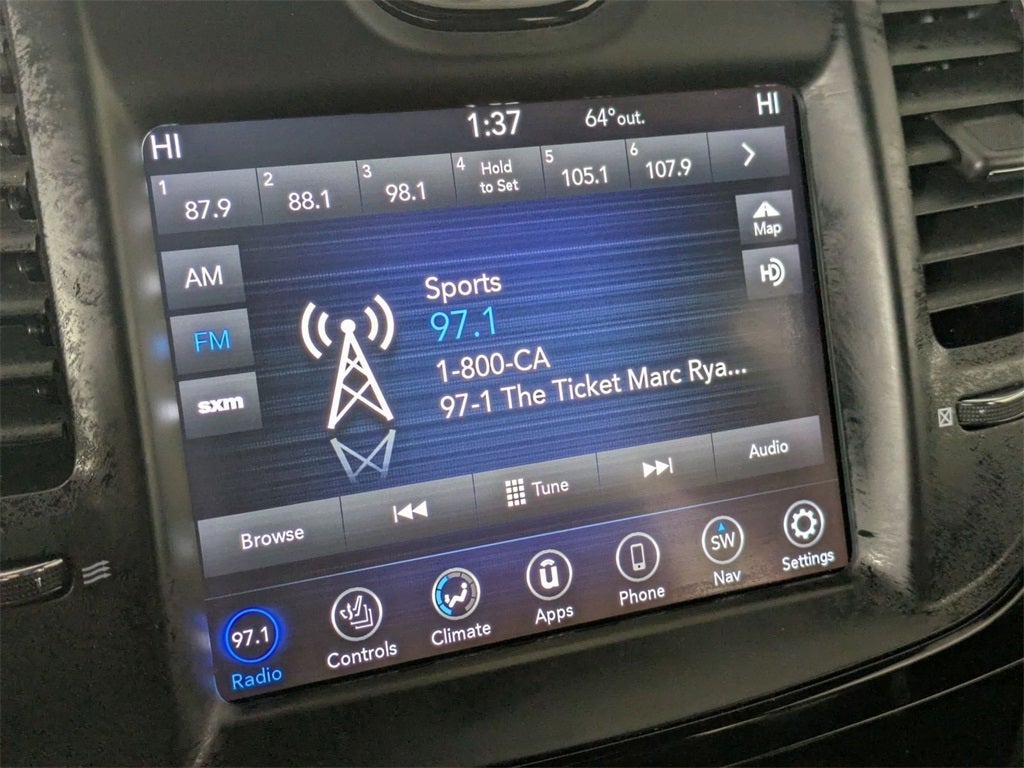 HI
1:37
64°out.
HI
1 87.9
2 88.1
3 98.1
4 Hold
to Set
5 105.1
6 107.9
Map
HD
AM
FM
sxm
Sports
97.1
1-800-CA
97-1 The Ticket Marc Rya...
Browse
Tune
Audio
97.1
Radio
Controls
Climate
Apps
Phone
SW
Nav
Settings